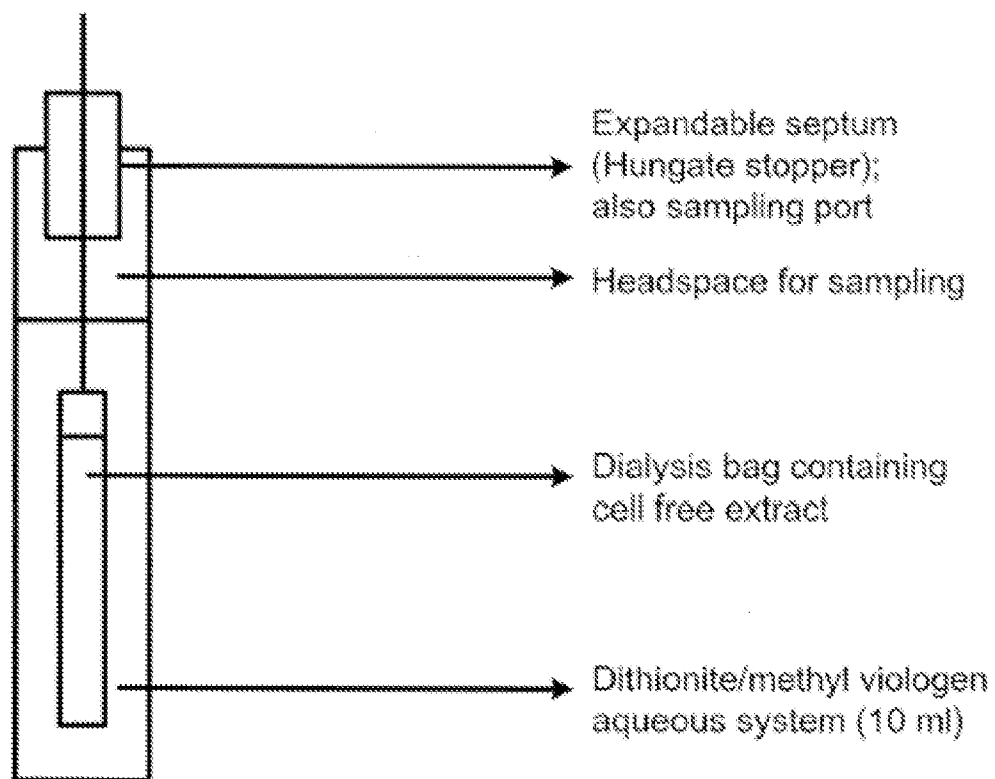 Expandable septum
(Hungate stopper);
also sampling port
Headspace for sampling
Dialysis bag containing
cell free extract
Dithionite/methyl viologen
aqueous system (10 ml)